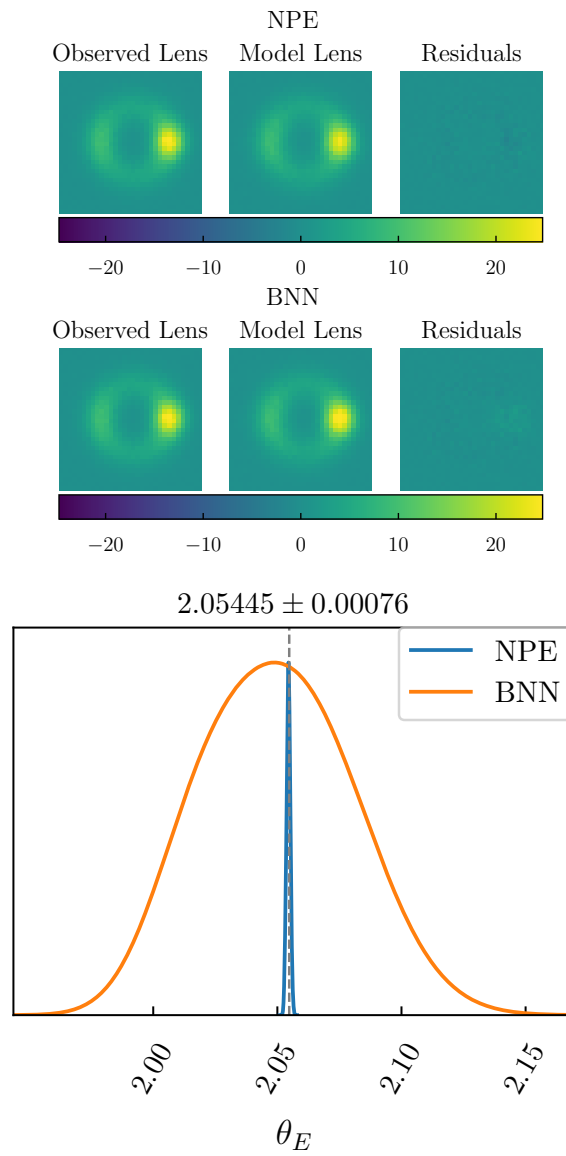 NPE
Observed Lens Model Lens Residuals
−20 −10 0 10 20
BNN
Observed Lens Model Lens Residuals
−20 −10 0 10 20
2.05445 ± 0.00076
NPE
BNN
2.00 2.05 2.10 2.15
θ_E